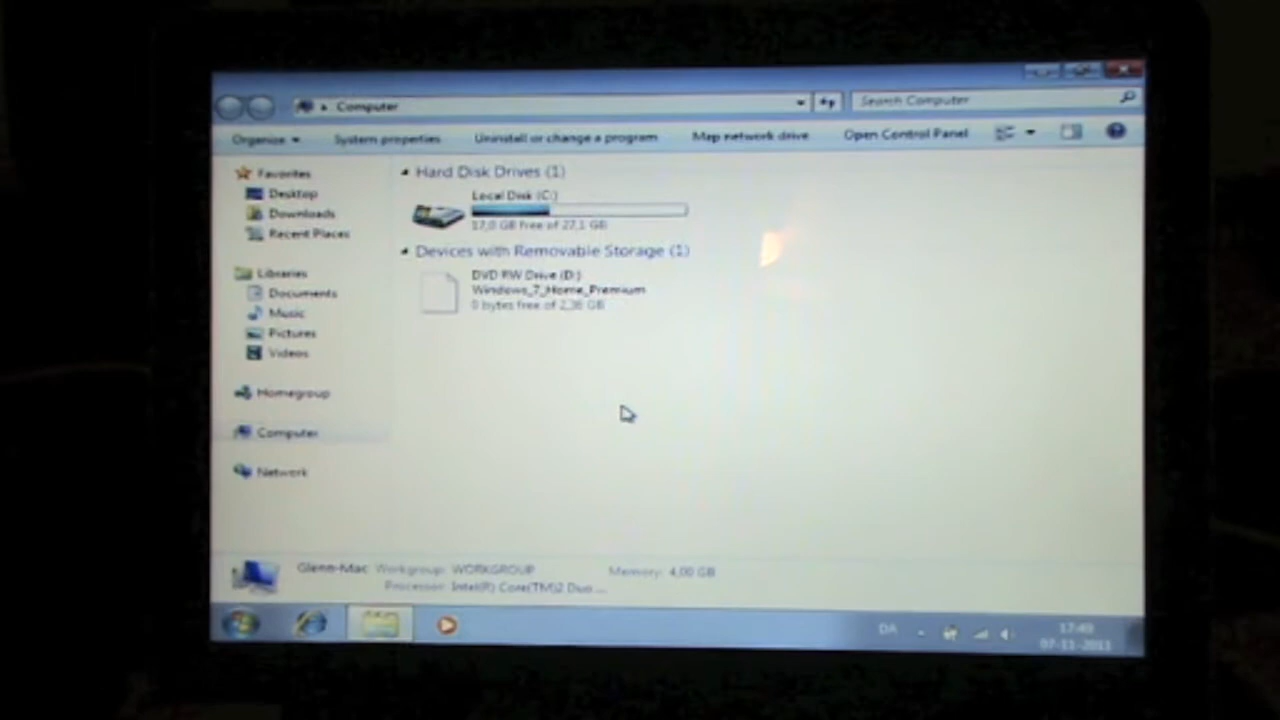 Computer
Search Computer
Organize
System properties
Uninstall or change a program
Map network drive
Open Control Panel
Favorites
Desktop
Downloads
Recent Places
Libraries
Documents
Music
Pictures
Videos
Homegroup
Computer
Network
Hard Disk Drives (1)
Local Disk (C:)
17,0 GB free of 27,1 GB
Devices with Removable Storage (1)
DVD RW Drive (D:)
Windows_7_Home_Premium
0 bytes free of 2,36 GB
Glenn-Mac Workgroup: WORKGROUP Memory: 4,00 GB
Processor: Intel(R) Core(TM)2 Duo ...
DA
17:49
07-11-2011